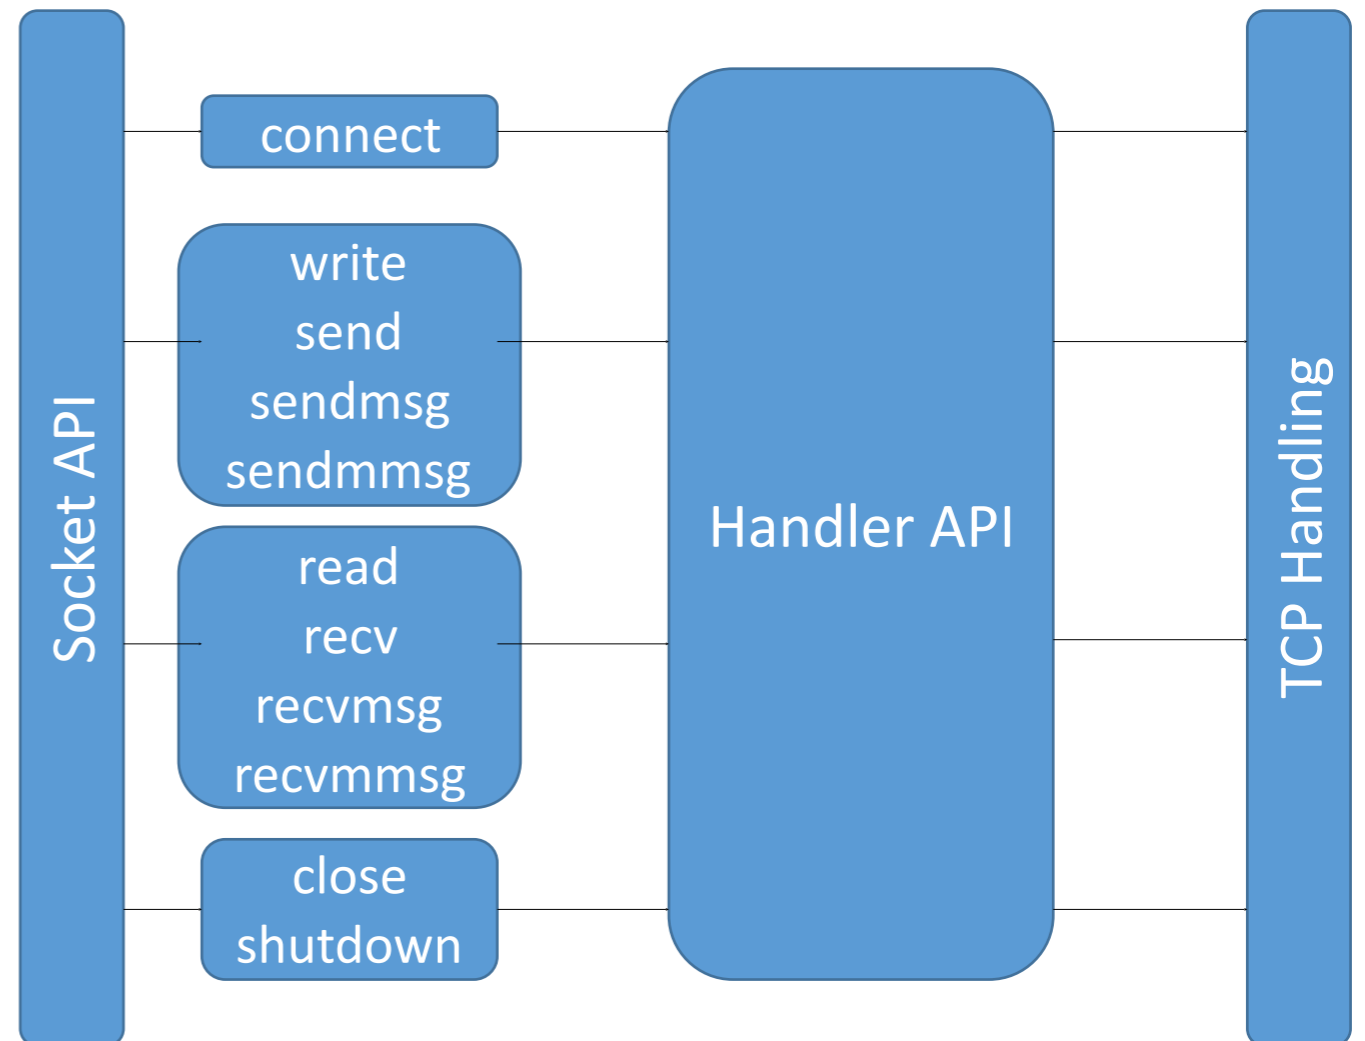 Socket API
connect
write
send
sendmsg
sendmmsg
read
recv
recvmsg
recvmmsg
close
shutdown
Handler API
TCP Handling